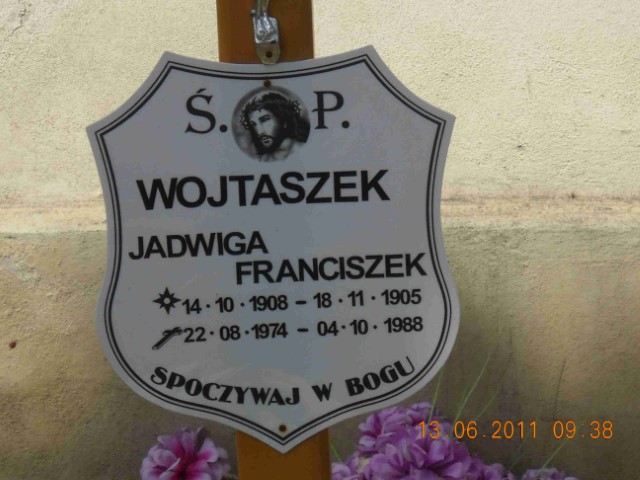 Ś. P.
WOJTASZEK
JADWIGA
FRANCISZEK
14·10·1908 – 18·11·1905
22·08·1974 – 04·10·1988
SPOCZYWAJ W BOGU
13.06.2011 09:38